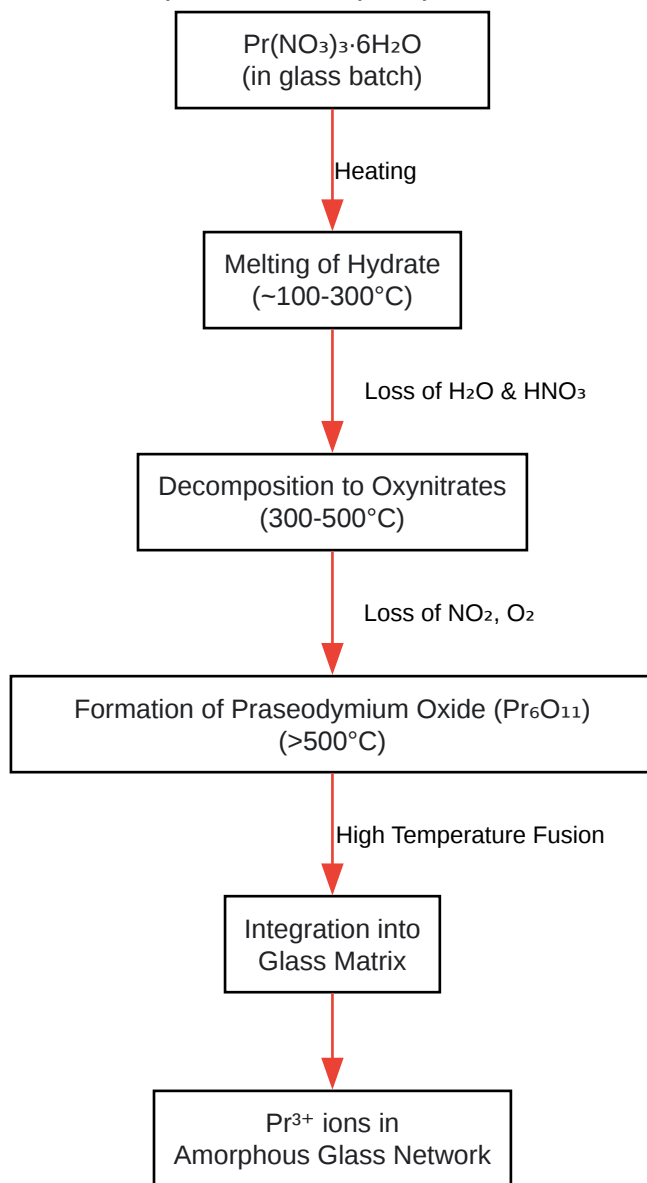 Pr(NO₃)₃·6H₂O
(in glass batch)
Heating
Melting of Hydrate
(~100-300°C)
Loss of H₂O & HNO₃
Decomposition to Oxynitrates
(300-500°C)
Loss of NO₂, O₂
Formation of Praseodymium Oxide (Pr₆O₁₁)
(>500°C)
High Temperature Fusion
Integration into
Glass Matrix
Pr³⁺ ions in
Amorphous Glass Network